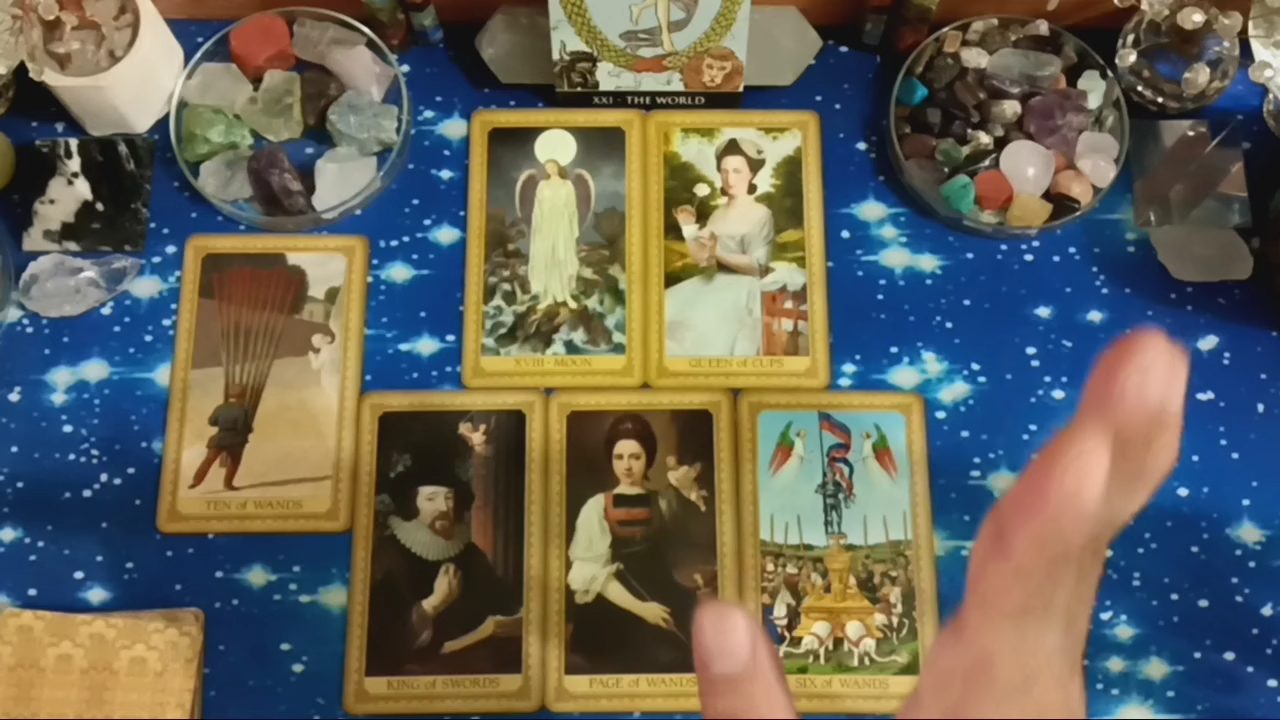 XXI · THE WORLD
XVIII · MOON
QUEEN of CUPS
TEN of WANDS
KING of SWORDS
PAGE of WANDS
SIX of WANDS